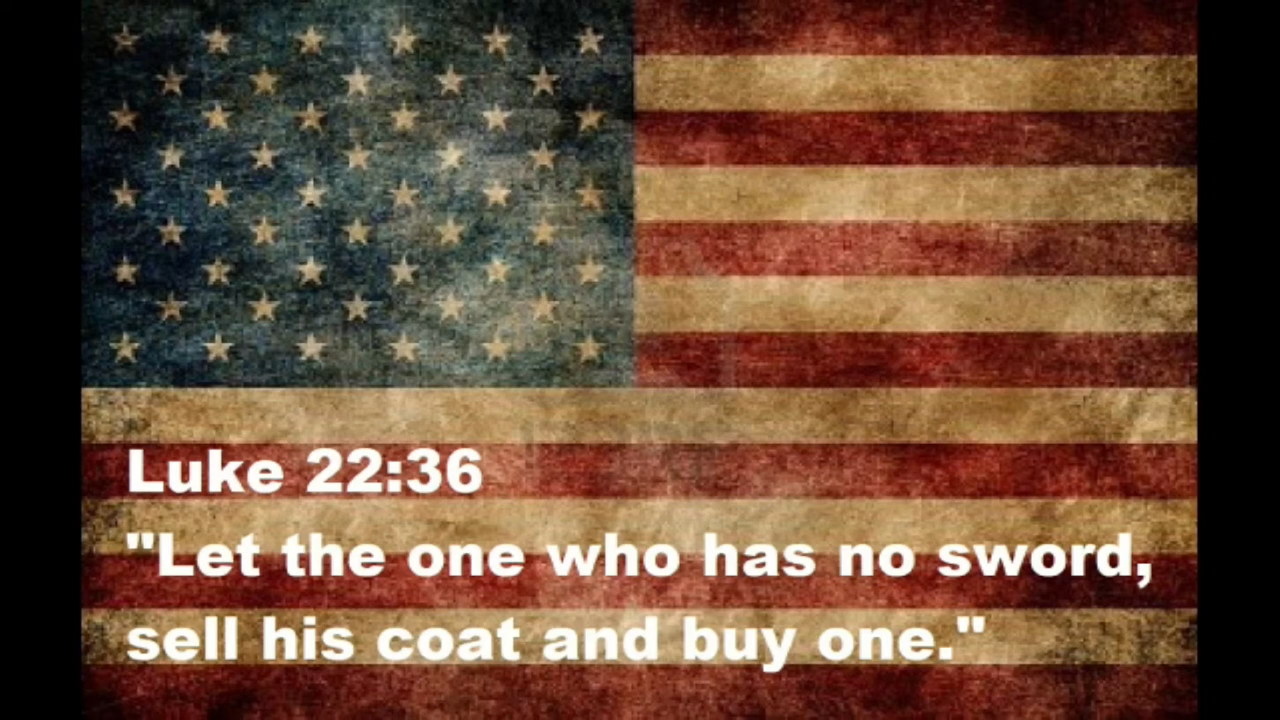 Luke 22:36
"Let the one who has no sword,
sell his coat and buy one."